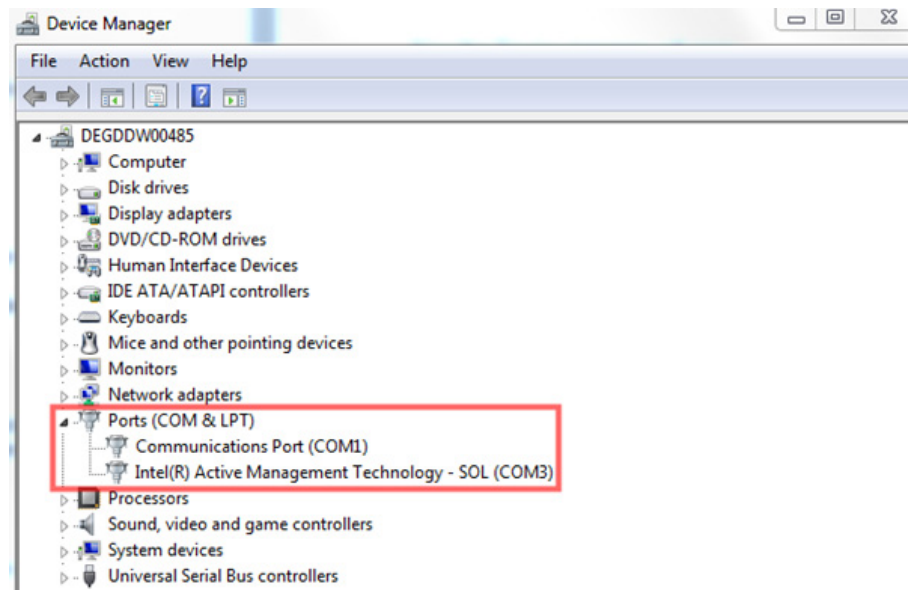 Device Manager
File Action View Help
DEGDDW00485
Computer
Disk drives
Display adapters
DVD/CD-ROM drives
Human Interface Devices
IDE ATA/ATAPI controllers
Keyboards
Mice and other pointing devices
Monitors
Network adapters
Ports (COM & LPT)
Communications Port (COM1)
Intel(R) Active Management Technology - SOL (COM3)
Processors
Sound, video and game controllers
System devices
Universal Serial Bus controllers